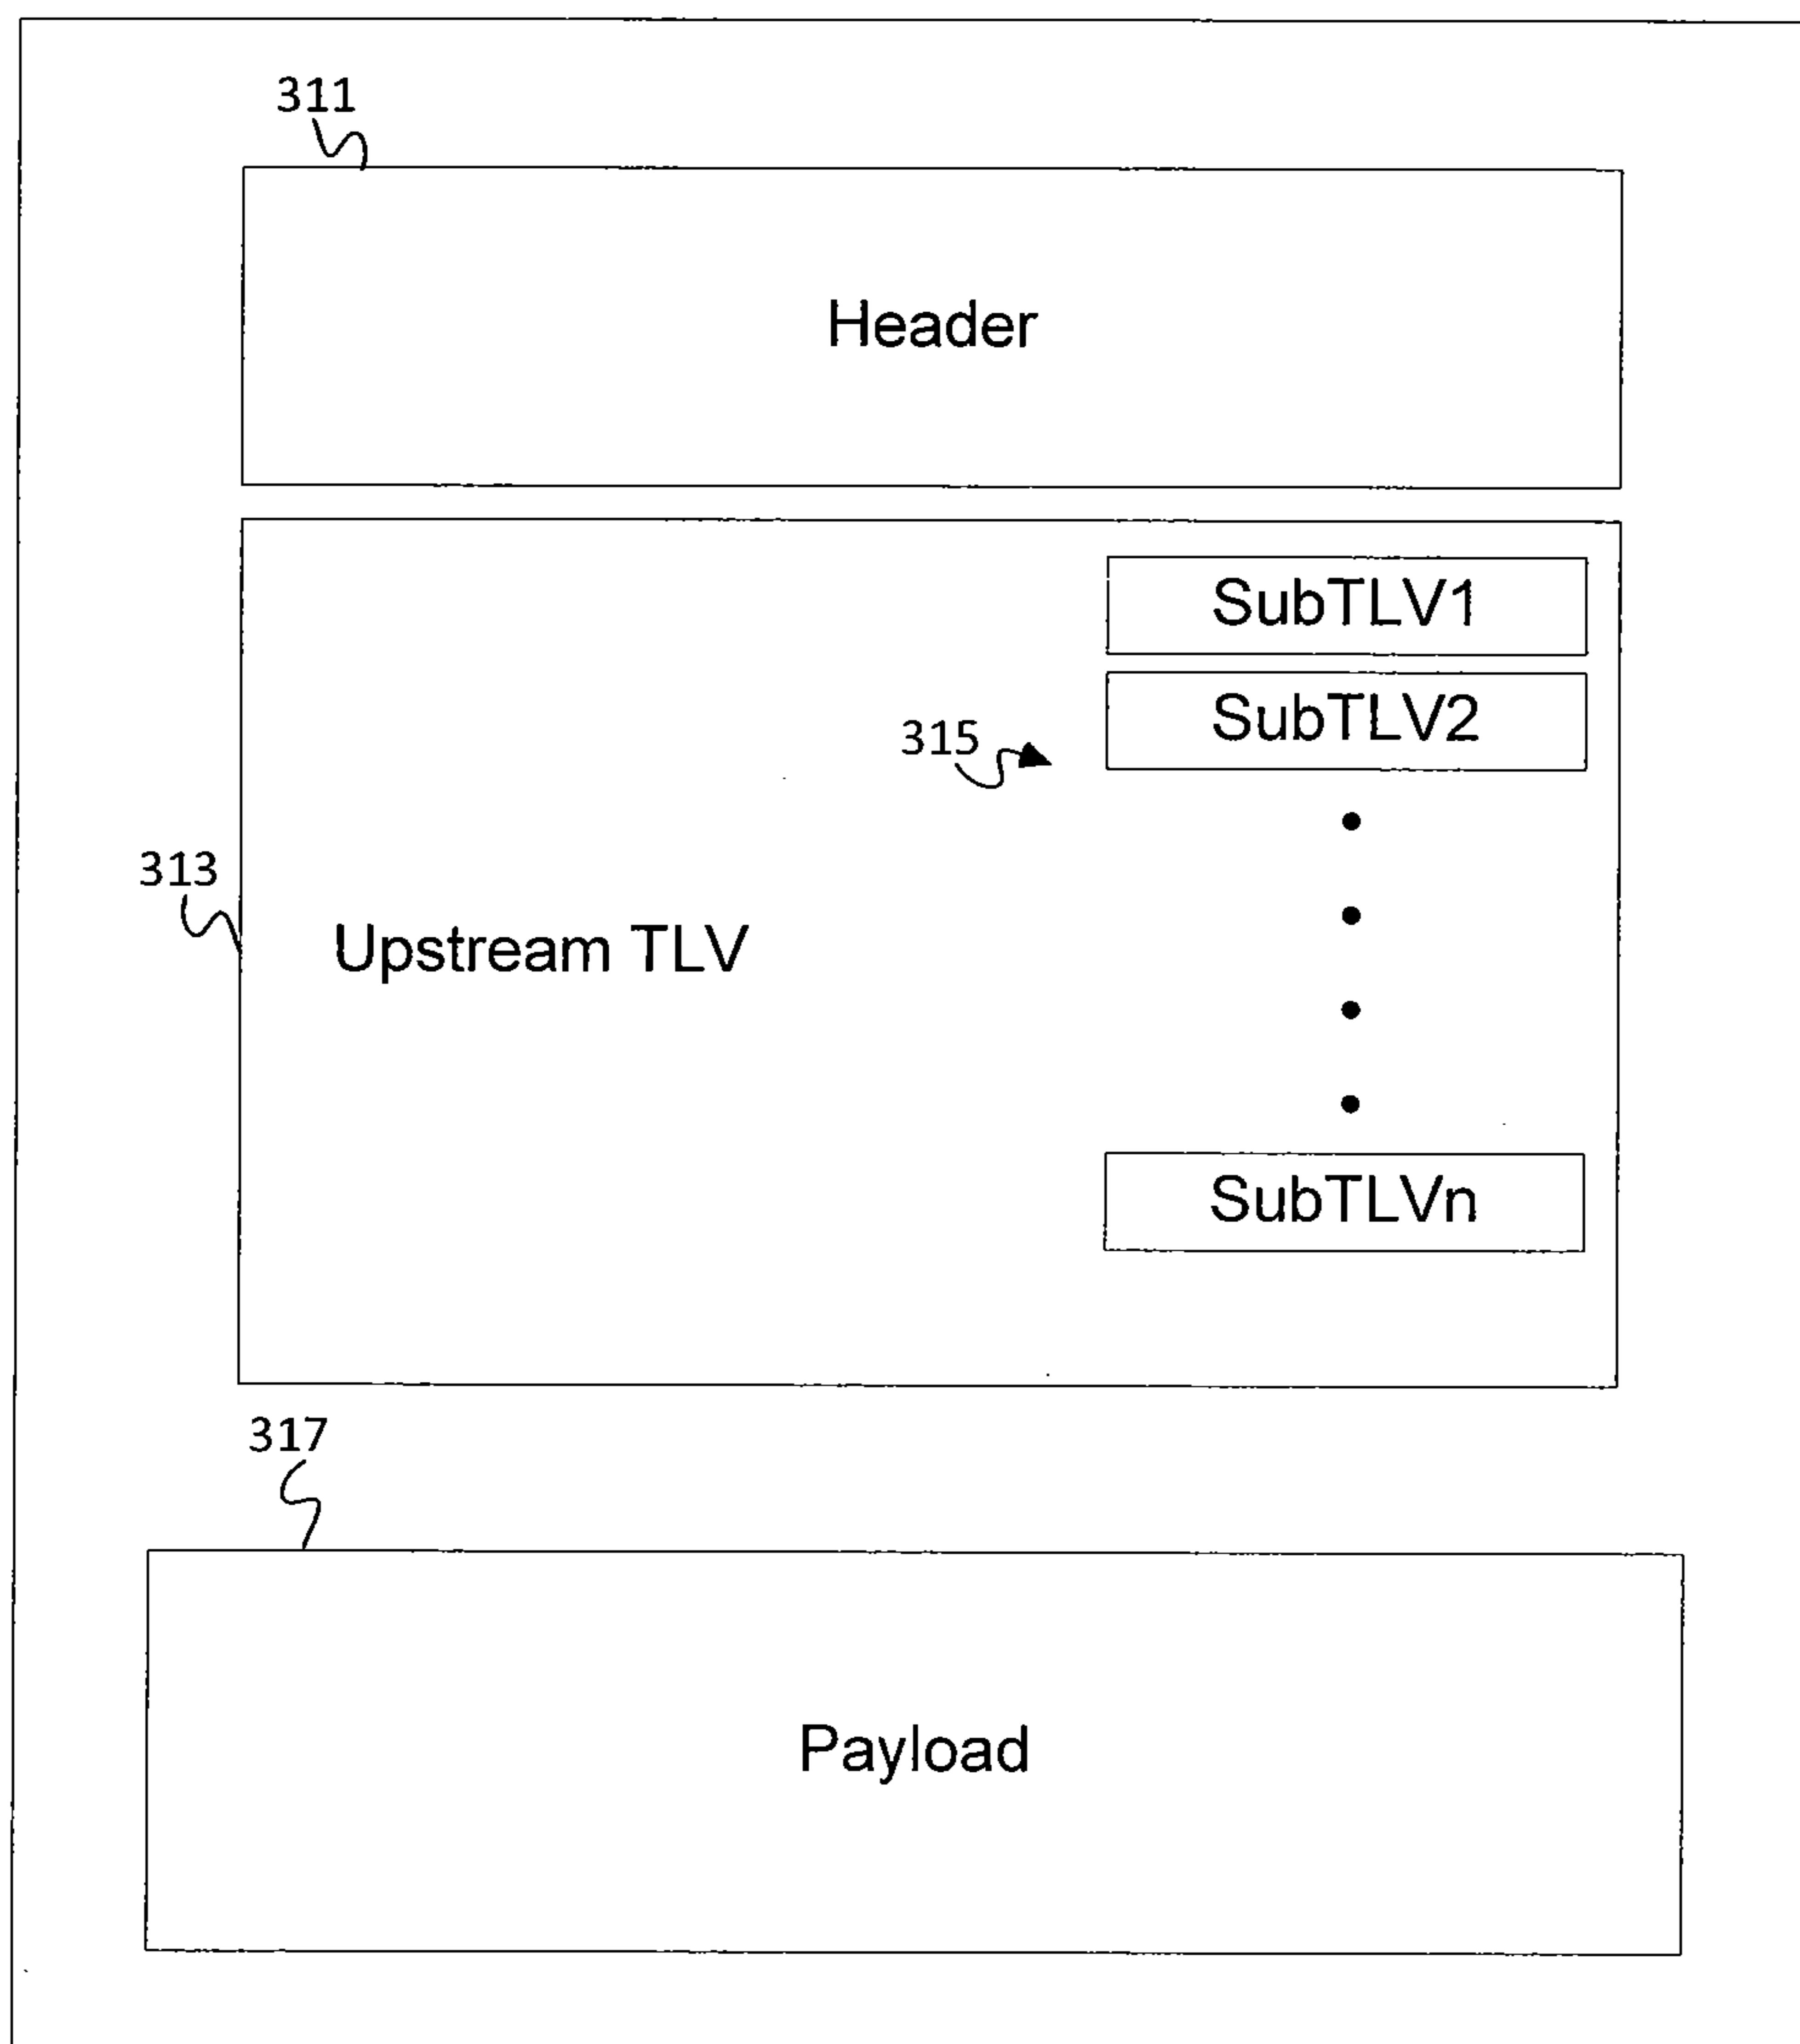 311
Header
SubTLV1
SubTLV2
315
313
Upstream TLV
SubTLVn
317
Payload